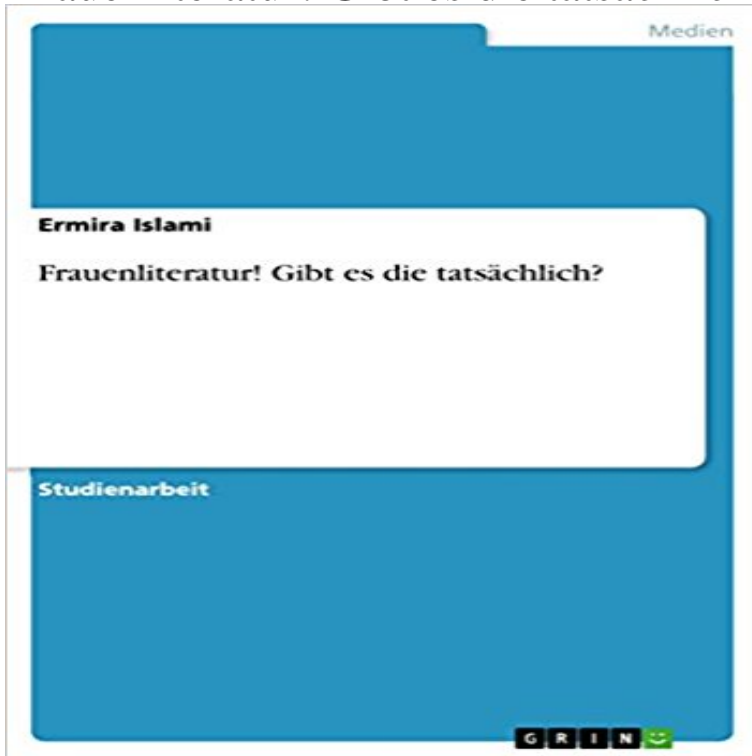 Medien
Ermira Islami
Frauenliteratur! Gibt es die tatsächlich?
Studienarbeit
GRIN